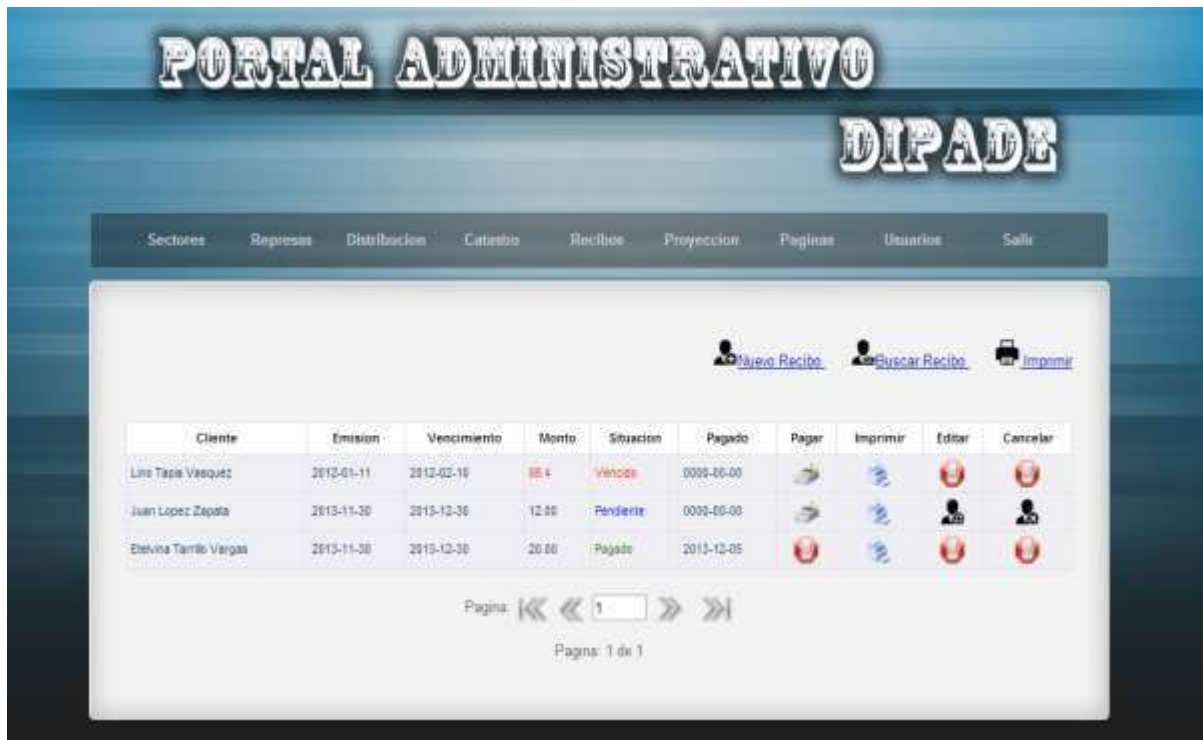 PORTAL ADMINISTRATIVO
DIPADE
Sectores Represas Distribucion Catastro Recibos Proyeccion Paginas Usuarios Salir
Nuevo Recibo Buscar Recibo Imprimir
Cliente Emision Vencimiento Monto Situacion Pagado Pagar Imprimir Editar Cancelar
Lino Tapia Vasquez 2012-01-11 2012-02-10 Vencido 0000-00-00
Juan Lopez Zapata 2013-11-30 2013-12-30 12.00 Pendiente 0000-00-00
Etelvina Tarrillo Vargas 2013-11-30 2013-12-30 20.00 Pagado 2013-12-05
Pagina: 1
Pagina: 1 de 1